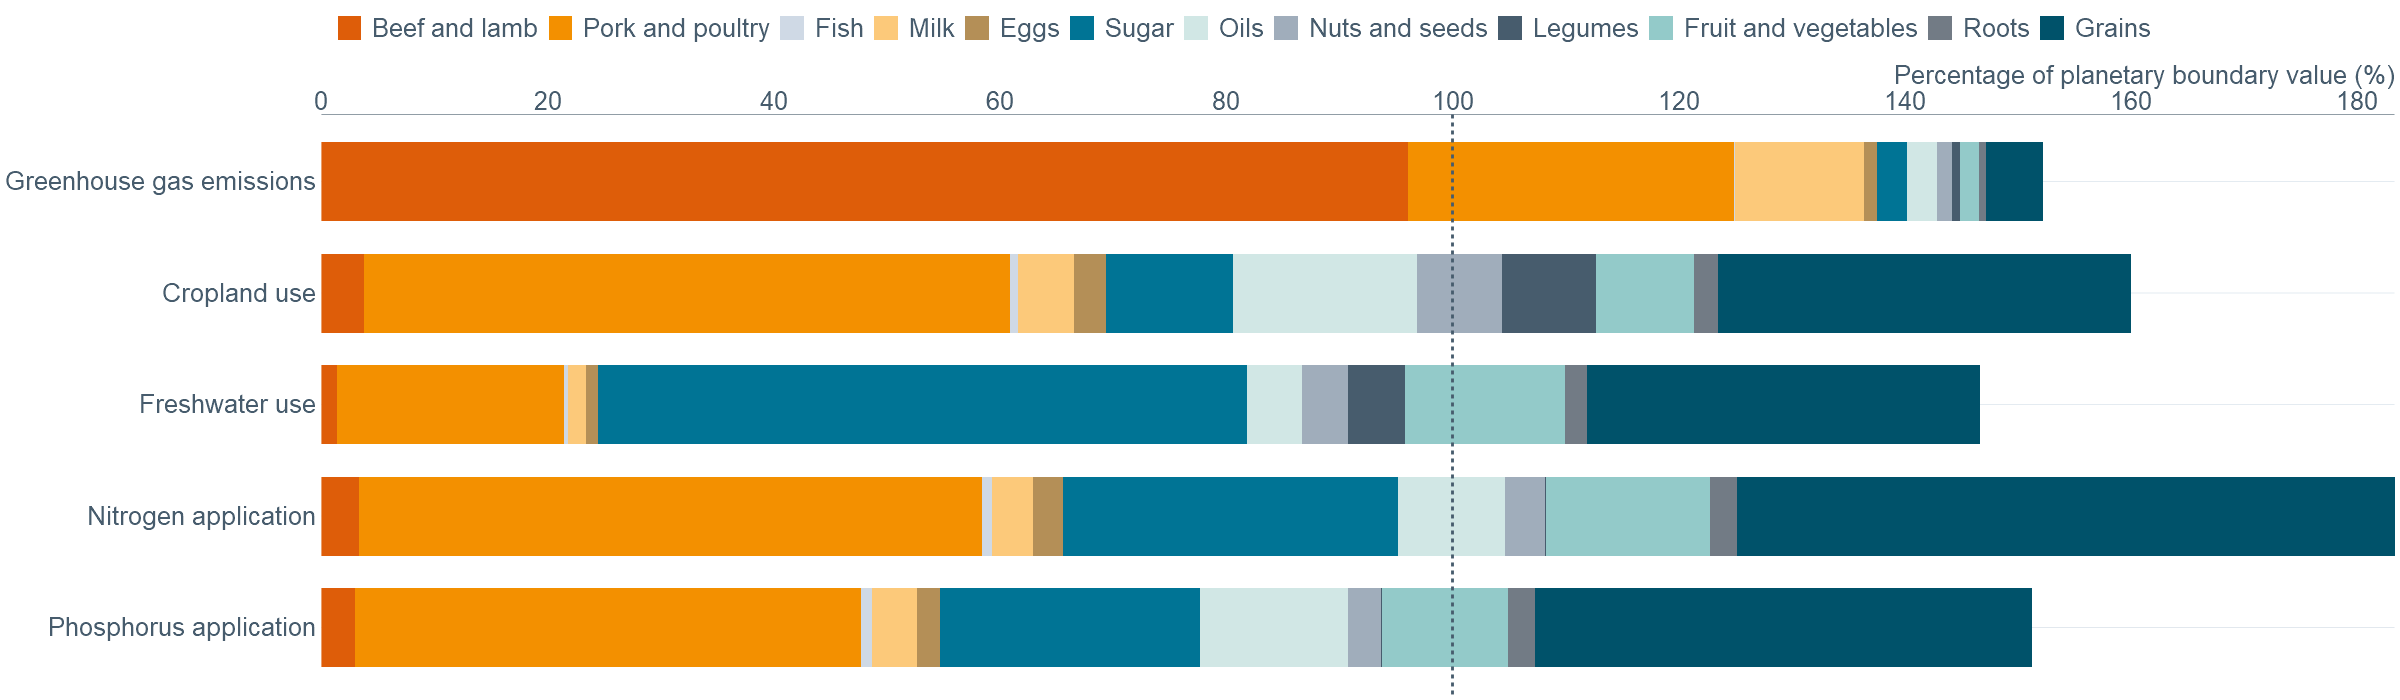 Beef and lamb Pork and poultry Fish Milk Eggs Sugar Oils Nuts and seeds Legumes Fruit and vegetables Roots Grains
Percentage of planetary boundary value (%)
0 20 40 60 80 100 120 140 160 180
Greenhouse gas emissions
Cropland use
Freshwater use
Nitrogen application
Phosphorus application